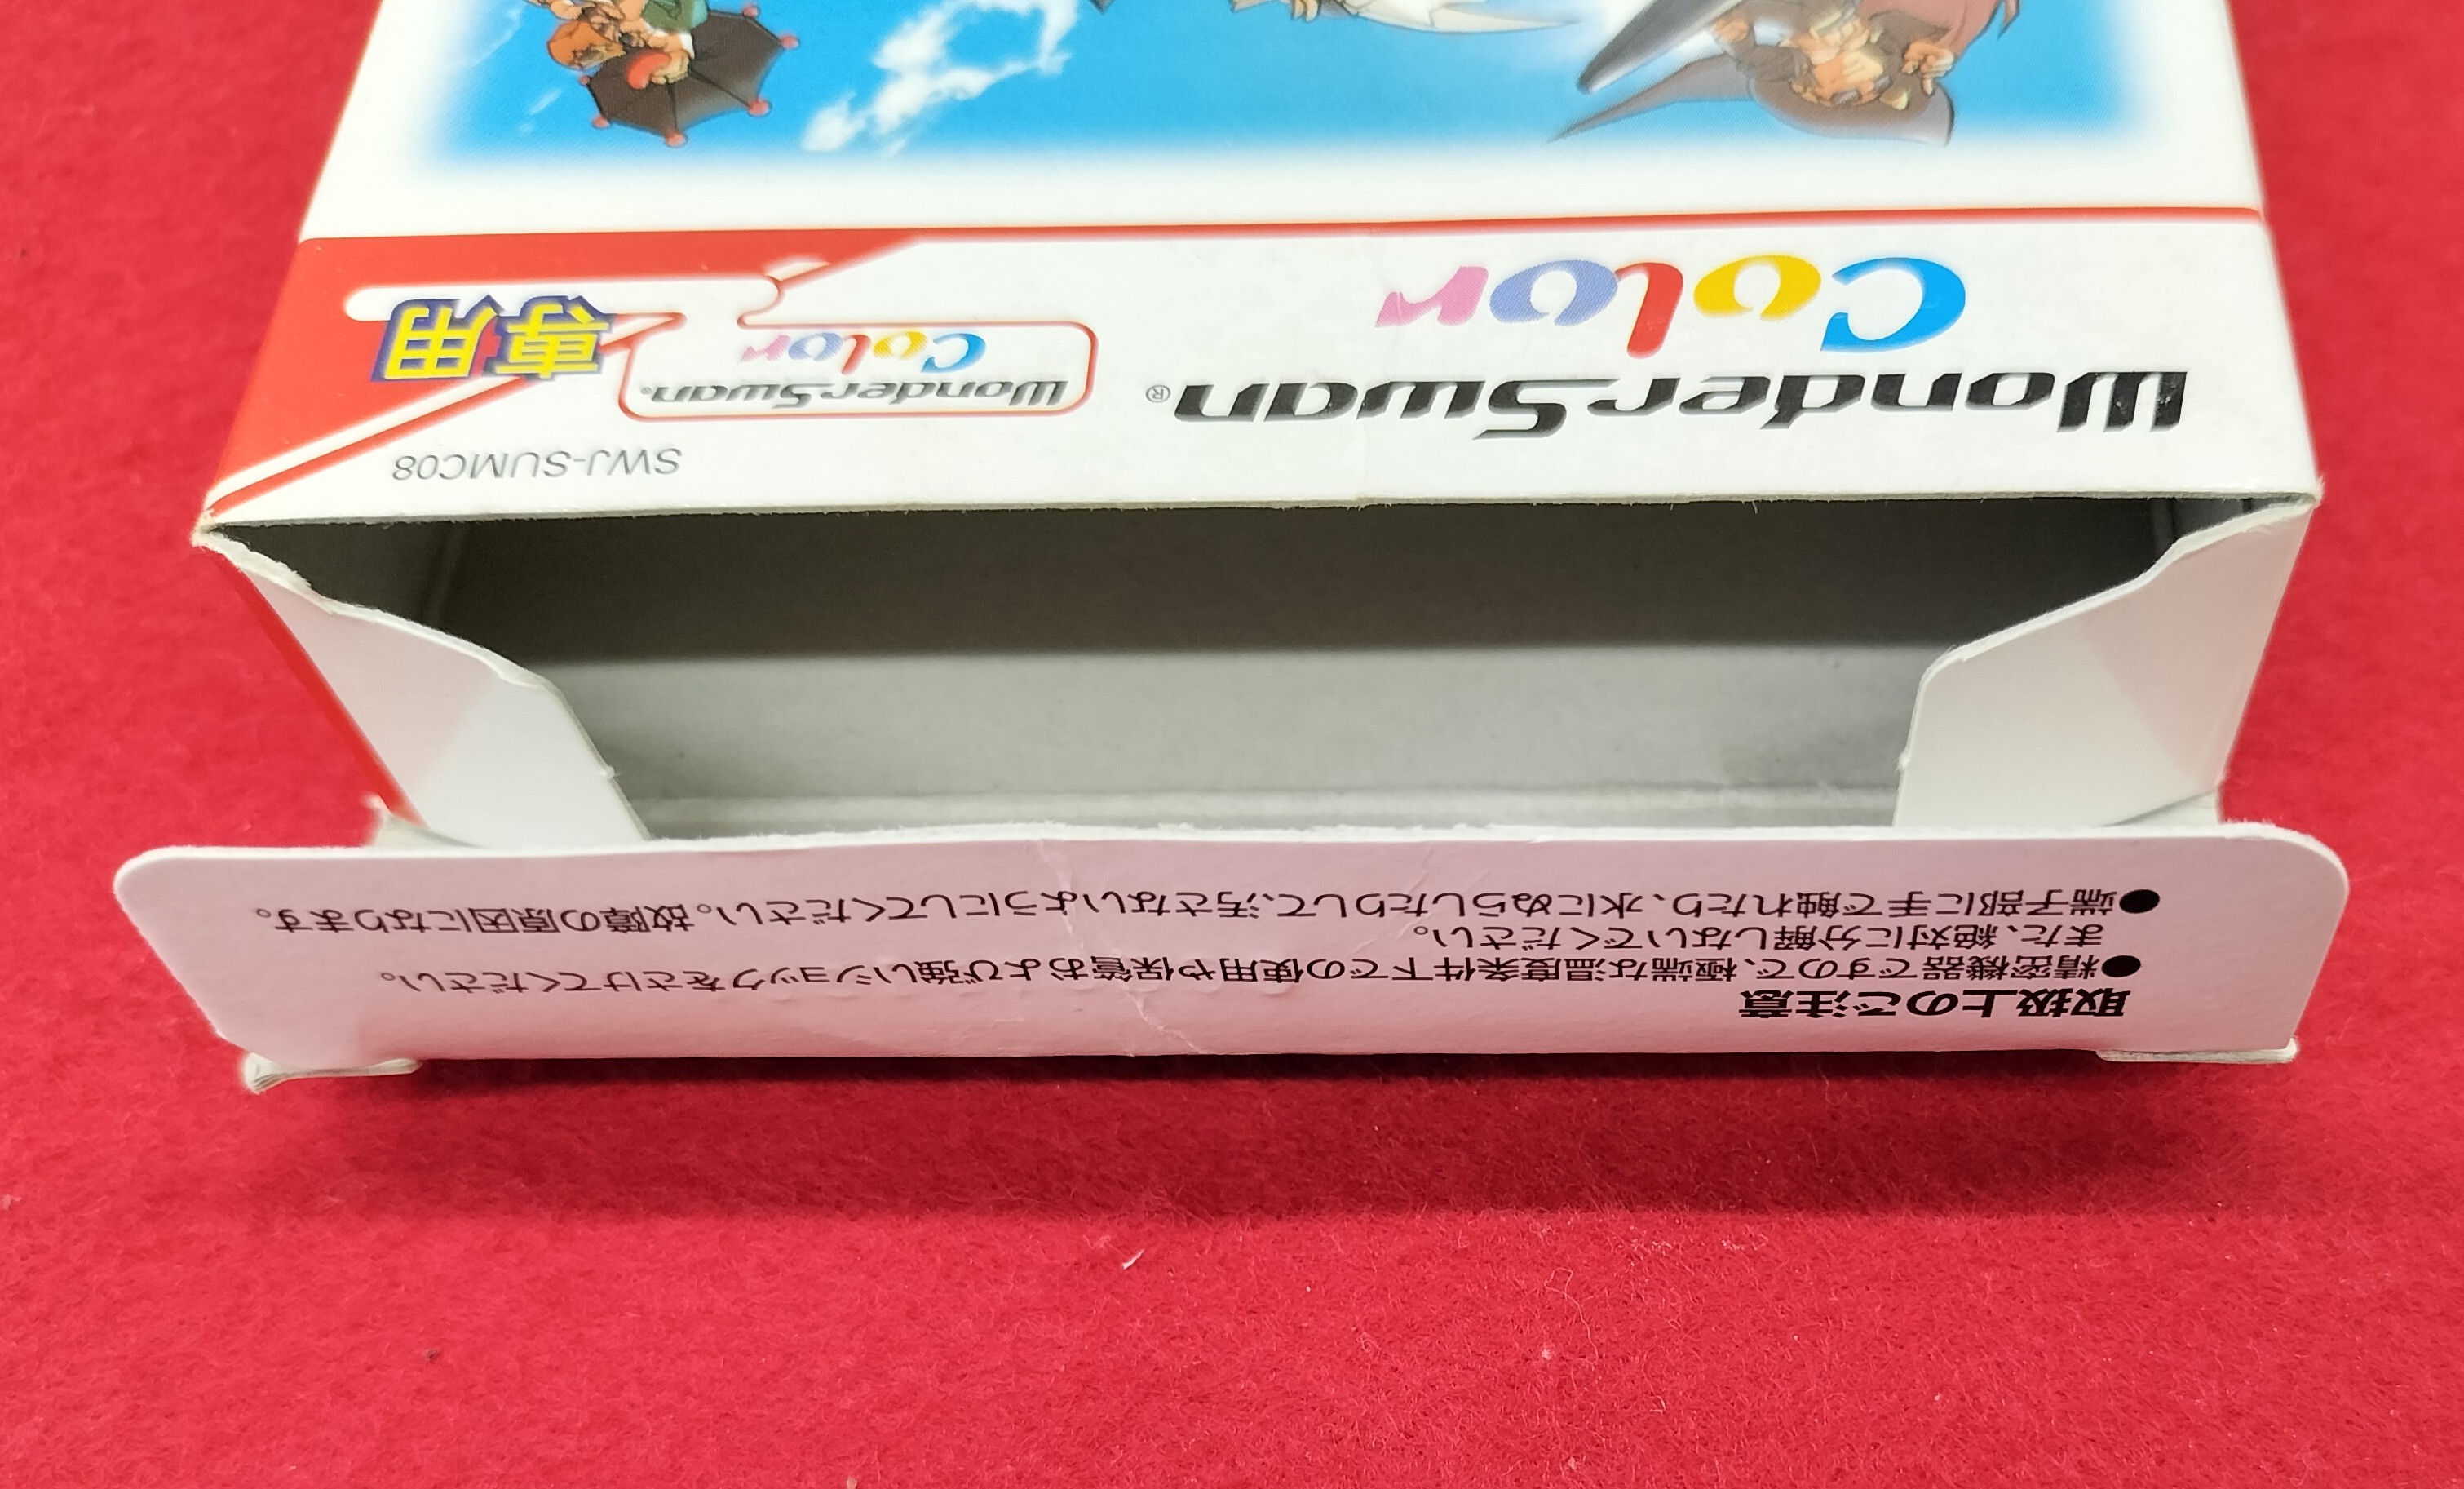 取扱上のご注意
●精密機器ですので、極端な温度条件下での使用や保管および強いショックをさけてください。
また、絶対に分解しないでください。
●端子部に手で触れたり、水にぬらしたりして、汚さないようにしてください。故障の原因になります。
SWJ-SUMC08
WonderSwan®
Color
WonderSwan®
Color
専用